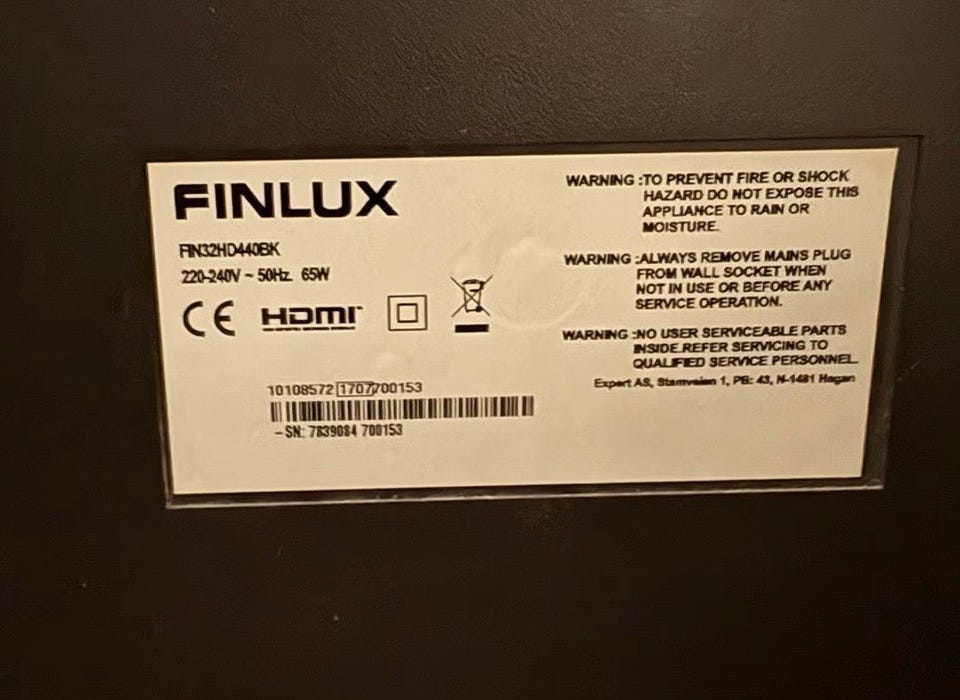 FINLUX
FIN32HD440BK
220-240V ~ 50Hz. 65W
CE HDMI
10108572 1707 700153
-SN: 7839084 700153
WARNING :TO PREVENT FIRE OR SHOCK
HAZARD DO NOT EXPOSE THIS
APPLIANCE TO RAIN OR
MOISTURE.
WARNING :ALWAYS REMOVE MAINS PLUG
FROM WALL SOCKET WHEN
NOT IN USE OR BEFORE ANY
SERVICE OPERATION.
WARNING :NO USER SERVICEABLE PARTS
INSIDE.REFER SERVICING TO
QUALIFIED SERVICE PERSONNEL.
Expert AS, Stamveien 1, PB: 43, N-1481 Hagan